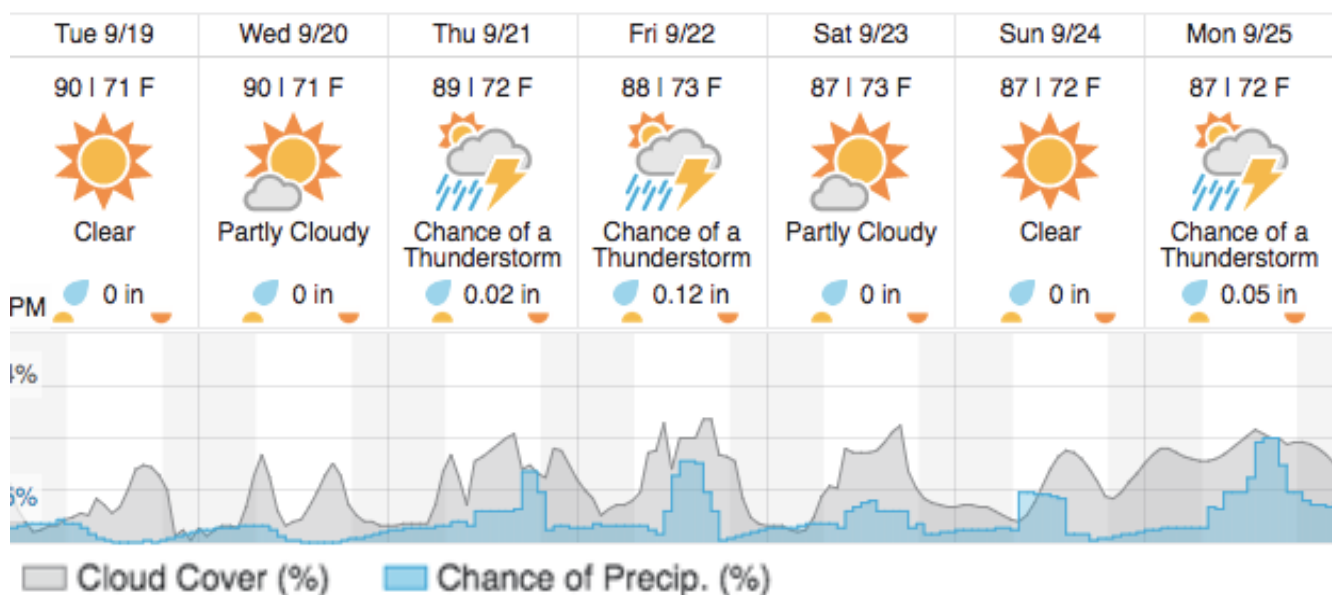 Tue 9/19 Wed 9/20 Thu 9/21 Fri 9/22 Sat 9/23 Sun 9/24 Mon 9/25
90 | 71 F 90 | 71 F 89 | 72 F 88 | 73 F 87 | 73 F 87 | 72 F 87 | 72 F
Clear Partly Cloudy Chance of a Chance of a Partly Cloudy Clear Chance of a
Thunderstorm Thunderstorm Thunderstorm
0 in 0 in 0.02 in 0.12 in 0 in 0 in 0.05 in
PM
Cloud Cover (%) Chance of Precip. (%)